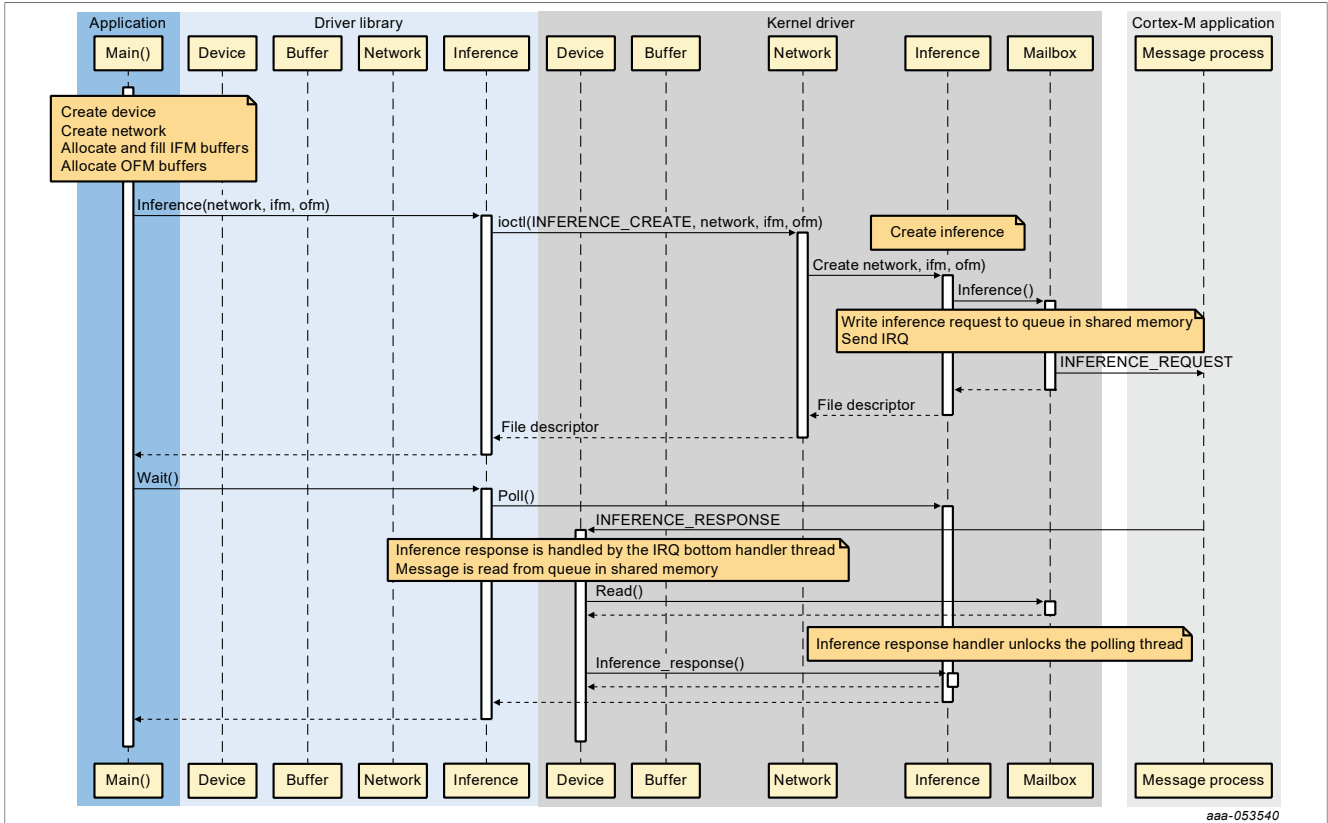 Application
Driver library
Kernel driver
Cortex-M application
Main()
Device
Buffer
Network
Inference
Device
Buffer
Network
Inference
Mailbox
Message process
Create device
Create network
Allocate and fill IFM buffers
Allocate OFM buffers
Inference(network, ifm, ofm)
ioctl(INFERENCE_CREATE, network, ifm, ofm)
Create inference
Create network, ifm, ofm)
Inference()
Write inference request to queue in shared memory
Send IRQ
INFERENCE_REQUEST
File descriptor
File descriptor
Wait()
Poll()
INFERENCE_RESPONSE
Inference response is handled by the IRQ bottom handler thread
Message is read from queue in shared memory
Read()
Inference response handler unlocks the polling thread
Inference_response()
Main()
Device
Buffer
Network
Inference
Device
Buffer
Network
Inference
Mailbox
Message process
aaa-053540